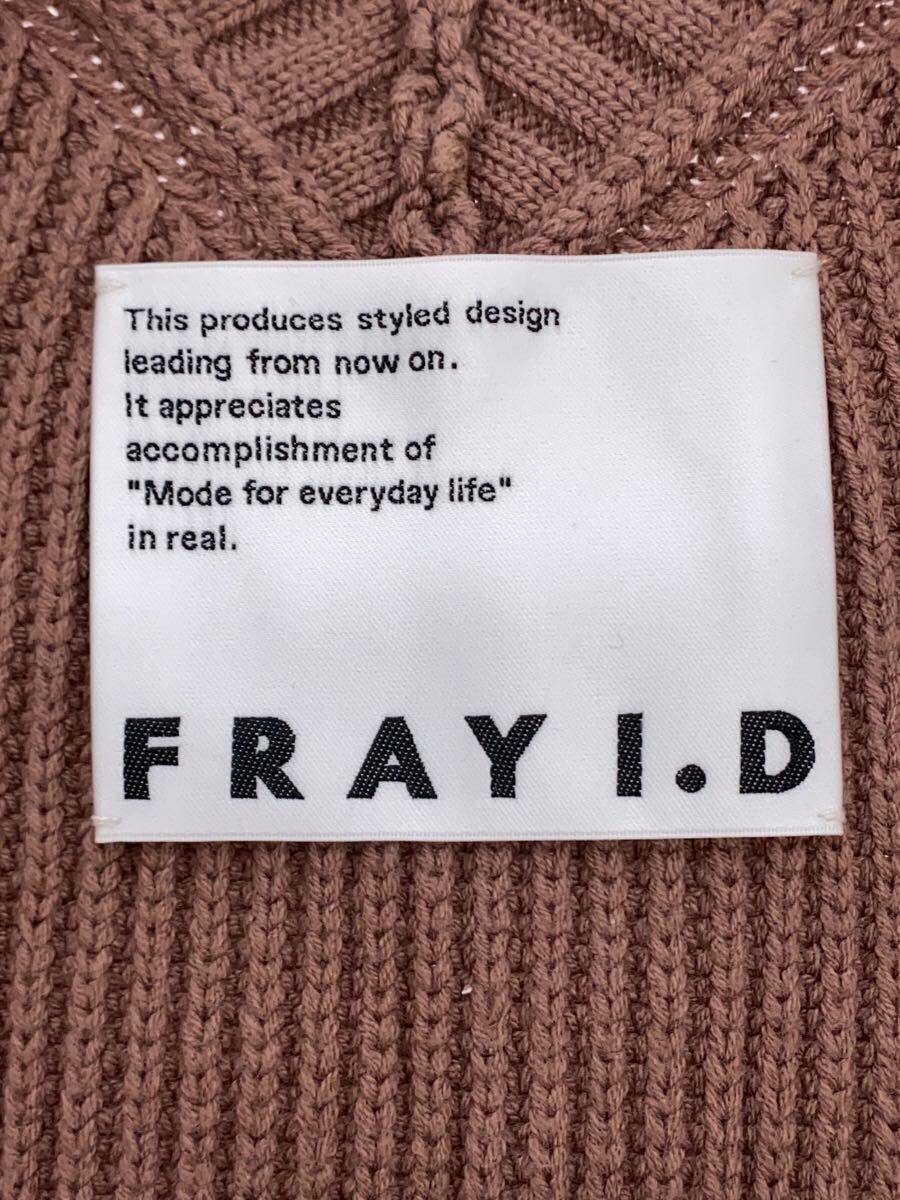 This produces styled design
leading from now on.
It appreciates
accomplishment of
"Mode for everyday life"
in real.
FRAY I.D